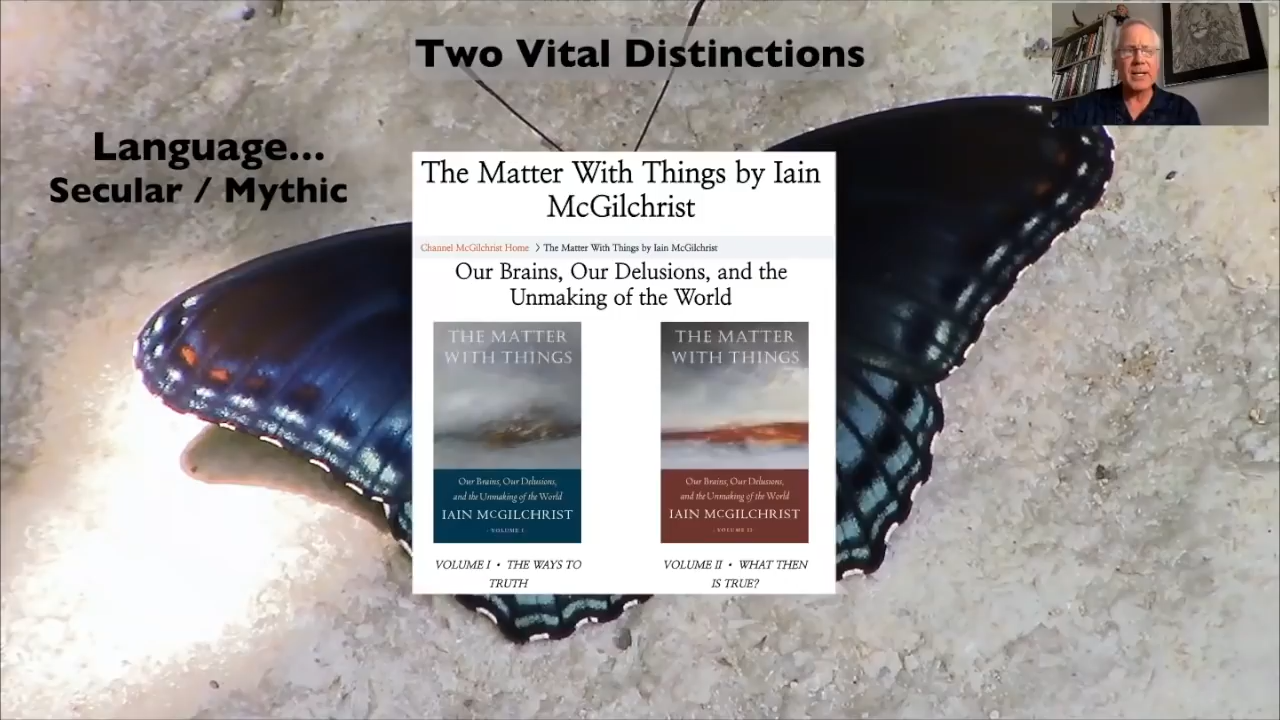 Two Vital Distinctions
Language...
Secular / Mythic
The Matter With Things by Iain
McGilchrist
Channel McGilchrist Home > The Matter With Things by Iain McGilchrist
Our Brains, Our Delusions, and the
Unmaking of the World
THE MATTER
WITH THINGS
Our Brains, Our Delusions,
and the Unmaking of the World
IAIN McGILCHRIST
· VOLUME I ·
VOLUME I • THE WAYS TO
TRUTH
THE MATTER
WITH THINGS
Our Brains, Our Delusions,
and the Unmaking of the World
IAIN McGILCHRIST
· VOLUME II ·
VOLUME II • WHAT THEN
IS TRUE?